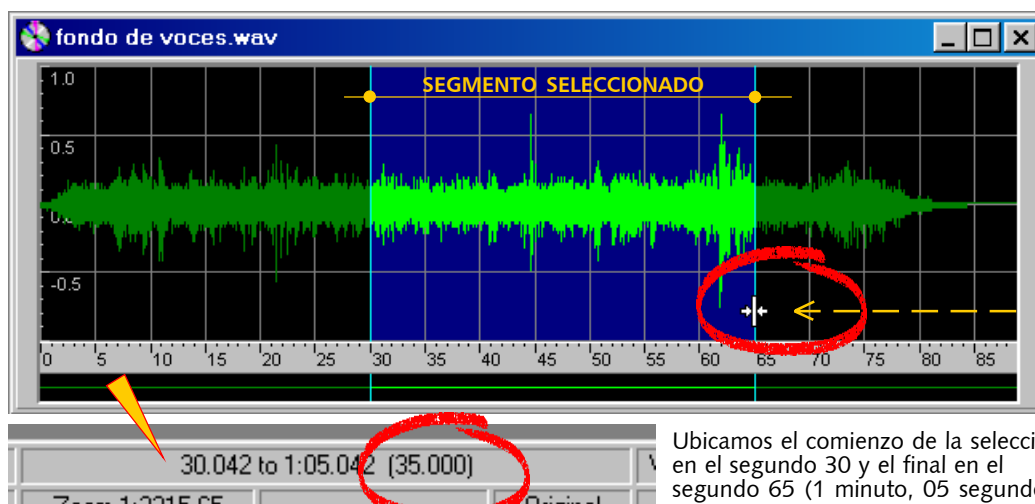 fondo de voces.wav
1.0
SEGMENTO SELECCIONADO
0.5
0.0
-0.5
0 5 10 15 20 25 30 35 40 45 50 55 60 65 70 75 80 85
30.042 to 1:05.042 (35.000)
Ubicamos el comienzo de la
en el segundo 30 y el final en el
segundo 65 (1 minuto, 05
Zoom 1:2215.65
Original